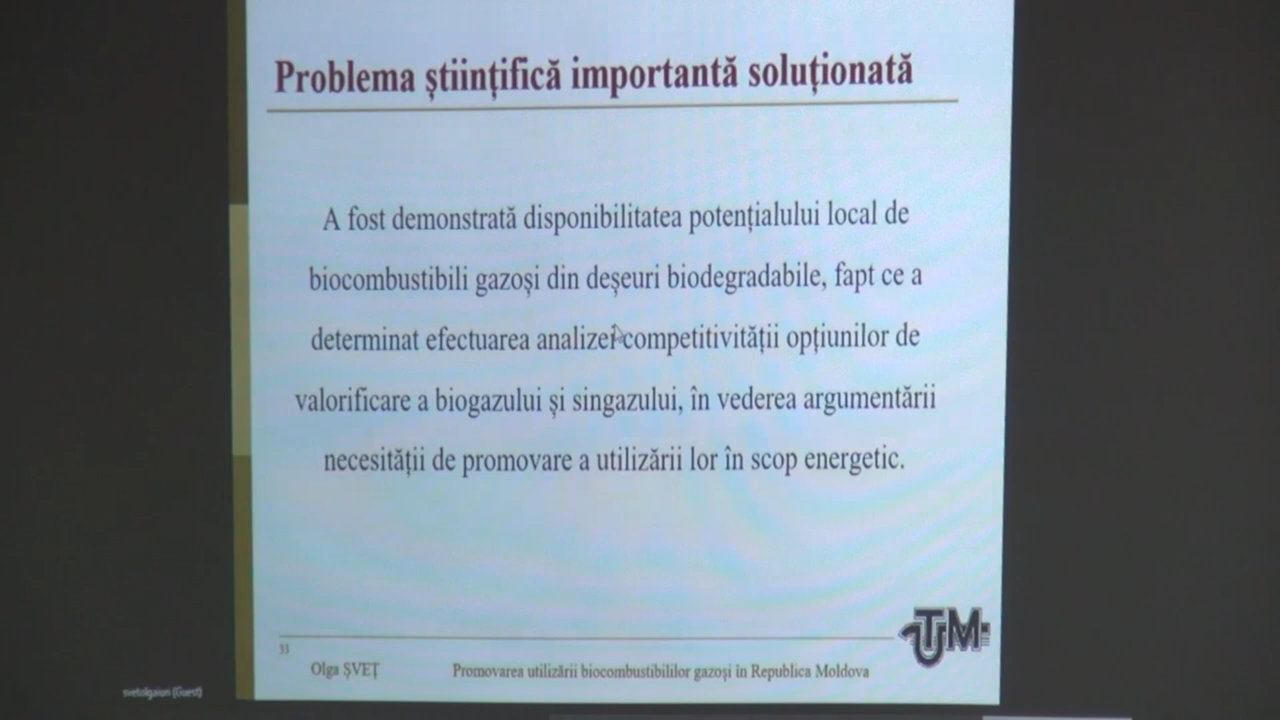 Problema științifică importantă soluționată
A fost demonstrată disponibilitatea potențialului local de
biocombustibili gazoși din deșeuri biodegradabile, fapt ce a
determinat efectuarea analizei competitivității opțiunilor de
valorificare a biogazului și singazului, în vederea argumentării
necesității de promovare a utilizării lor în scop energetic.
33
Olga ȘVEȚ Promovarea utilizării biocombustibililor gazoși în Republica Moldova
UTM
svetolgaiuri (Guest)